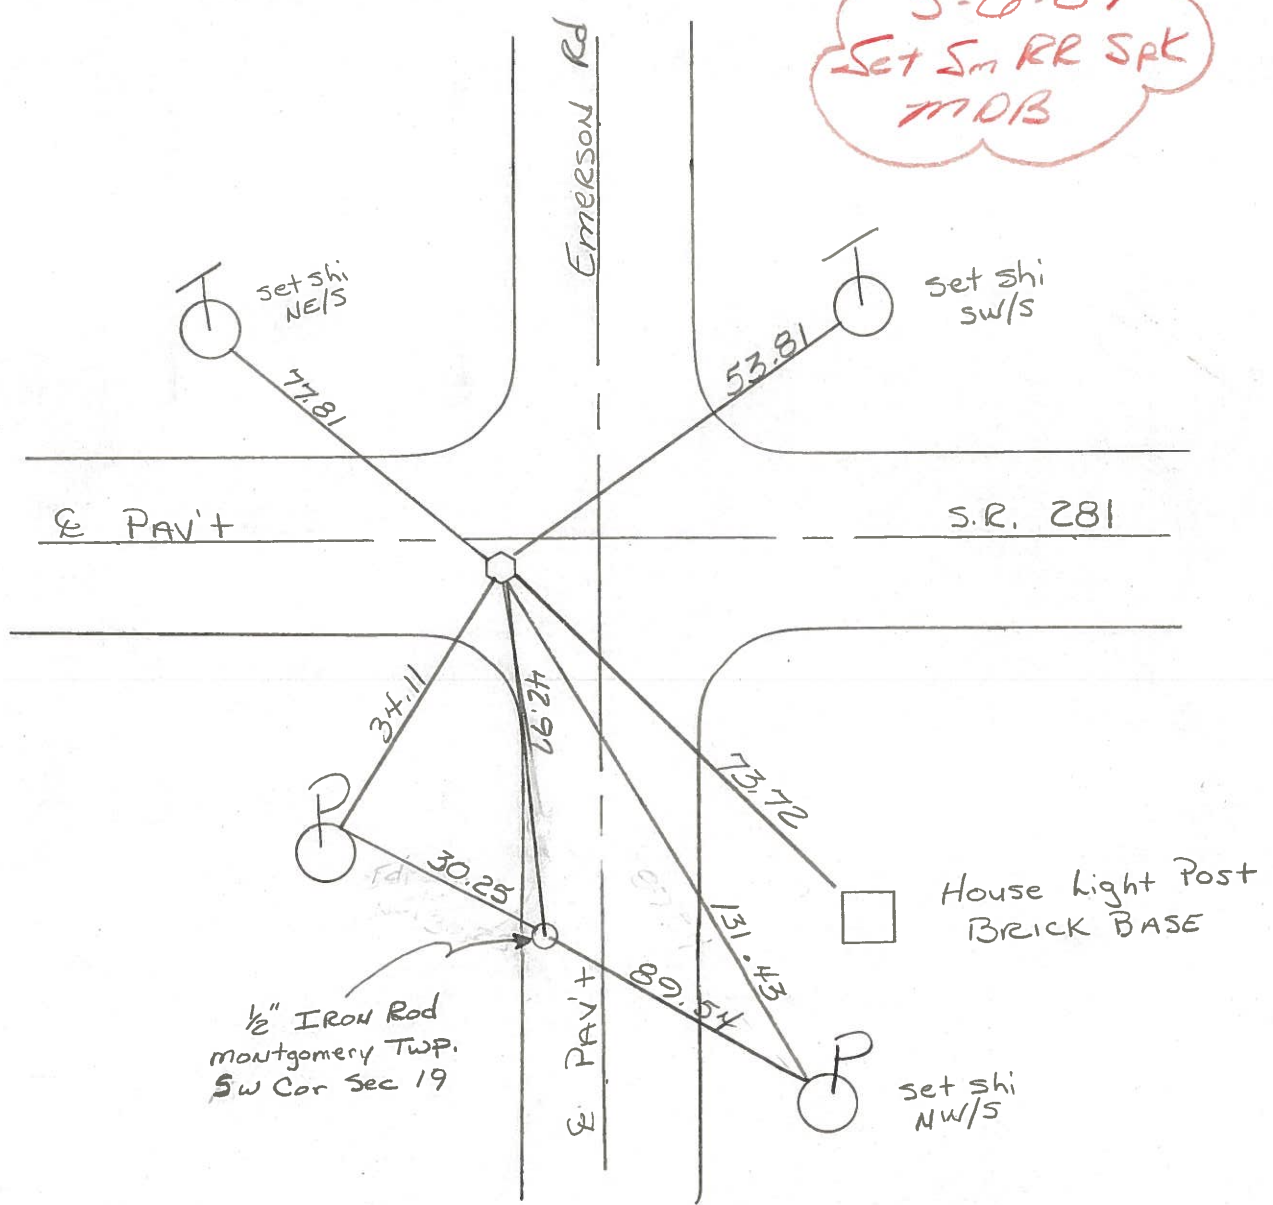 Set Sm RR Spk
MDB
Emerson Rd
set shi
NE/S
set shi
SW/S
77.81
53.81
℄ PAV't
S.R. 281
34.11
42.97
73.72
P
30.25
House Light Post
BRICK BASE
131.43
89.54
1/2" IRON Rod
Montgomery Twp.
SW Cor Sec 19
℄ PAV't
P
set shi
NW/S